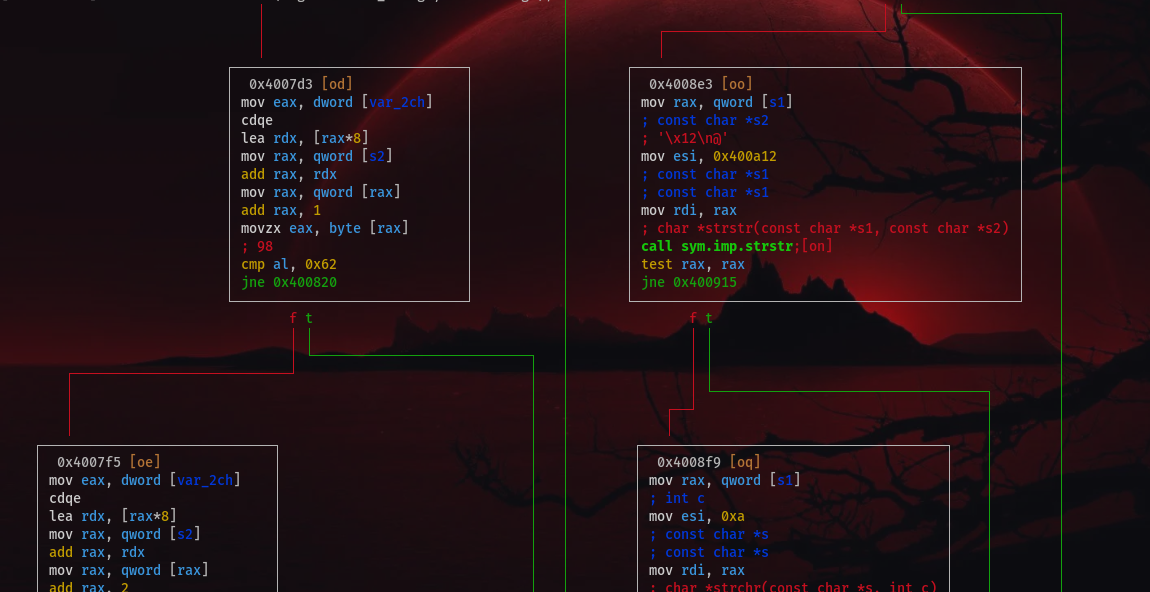 0x4007d3 [od]
mov eax, dword [var_2ch]
cdqe
lea rdx, [rax*8]
mov rax, qword [s2]
add rax, rdx
mov rax, qword [rax]
add rax, 1
movzx eax, byte [rax]
; 98
cmp al, 0x62
jne 0x400820
f t
0x4007f5 [oe]
mov eax, dword [var_2ch]
cdqe
lea rdx, [rax*8]
mov rax, qword [s2]
add rax, rdx
mov rax, qword [rax]
add rax, 2
0x4008e3 [oo]
mov rax, qword [s1]
; const char *s2
; '\x12\n@'
mov esi, 0x400a12
; const char *s1
; const char *s1
mov rdi, rax
; char *strstr(const char *s1, const char *s2)
call sym.imp.strstr;[on]
test rax, rax
jne 0x400915
f t
0x4008f9 [oq]
mov rax, qword [s1]
; int c
mov esi, 0xa
; const char *s
; const char *s
mov rdi, rax
; char *strchr(const char *s, int c)